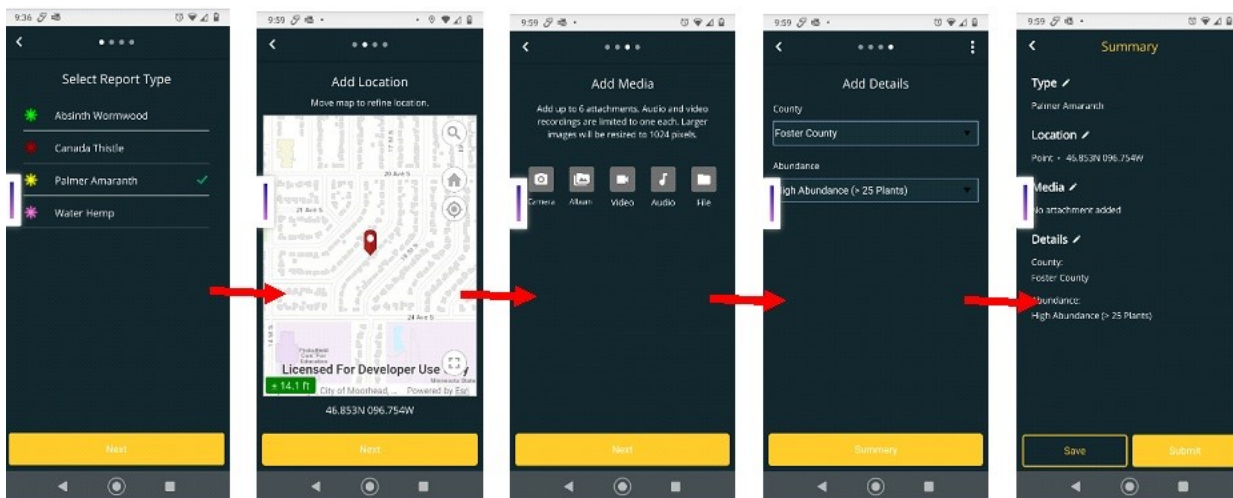 9:36
Select Report Type
Absinth Wormwood
Canada Thistle
Palmer Amaranth
Water Hemp
Next
9:59
Add Location
Move map to refine location.
20 Ave S
21 Ave S
24 Ave S
Licensed For Developer Use
± 14.1 ft
City of Moorhead, ...
Powered by Esri
Minnesota State
46.853N 096.754W
Next
9:59
Add Media
Add up to 6 attachments. Audio and video
recordings are limited to one each. Larger
images will be resized to 1024 pixels.
Camera
Album
Video
Audio
File
Next
9:59
Add Details
County
Foster County
Abundance
High Abundance (> 25 Plants)
Summary
9:59
Summary
Type
Palmer Amaranth
Location
Point • 46.853N 096.754W
Media
No attachment added
Details
County:
Foster County
Abundance:
High Abundance (> 25 Plants)
Save
Submit